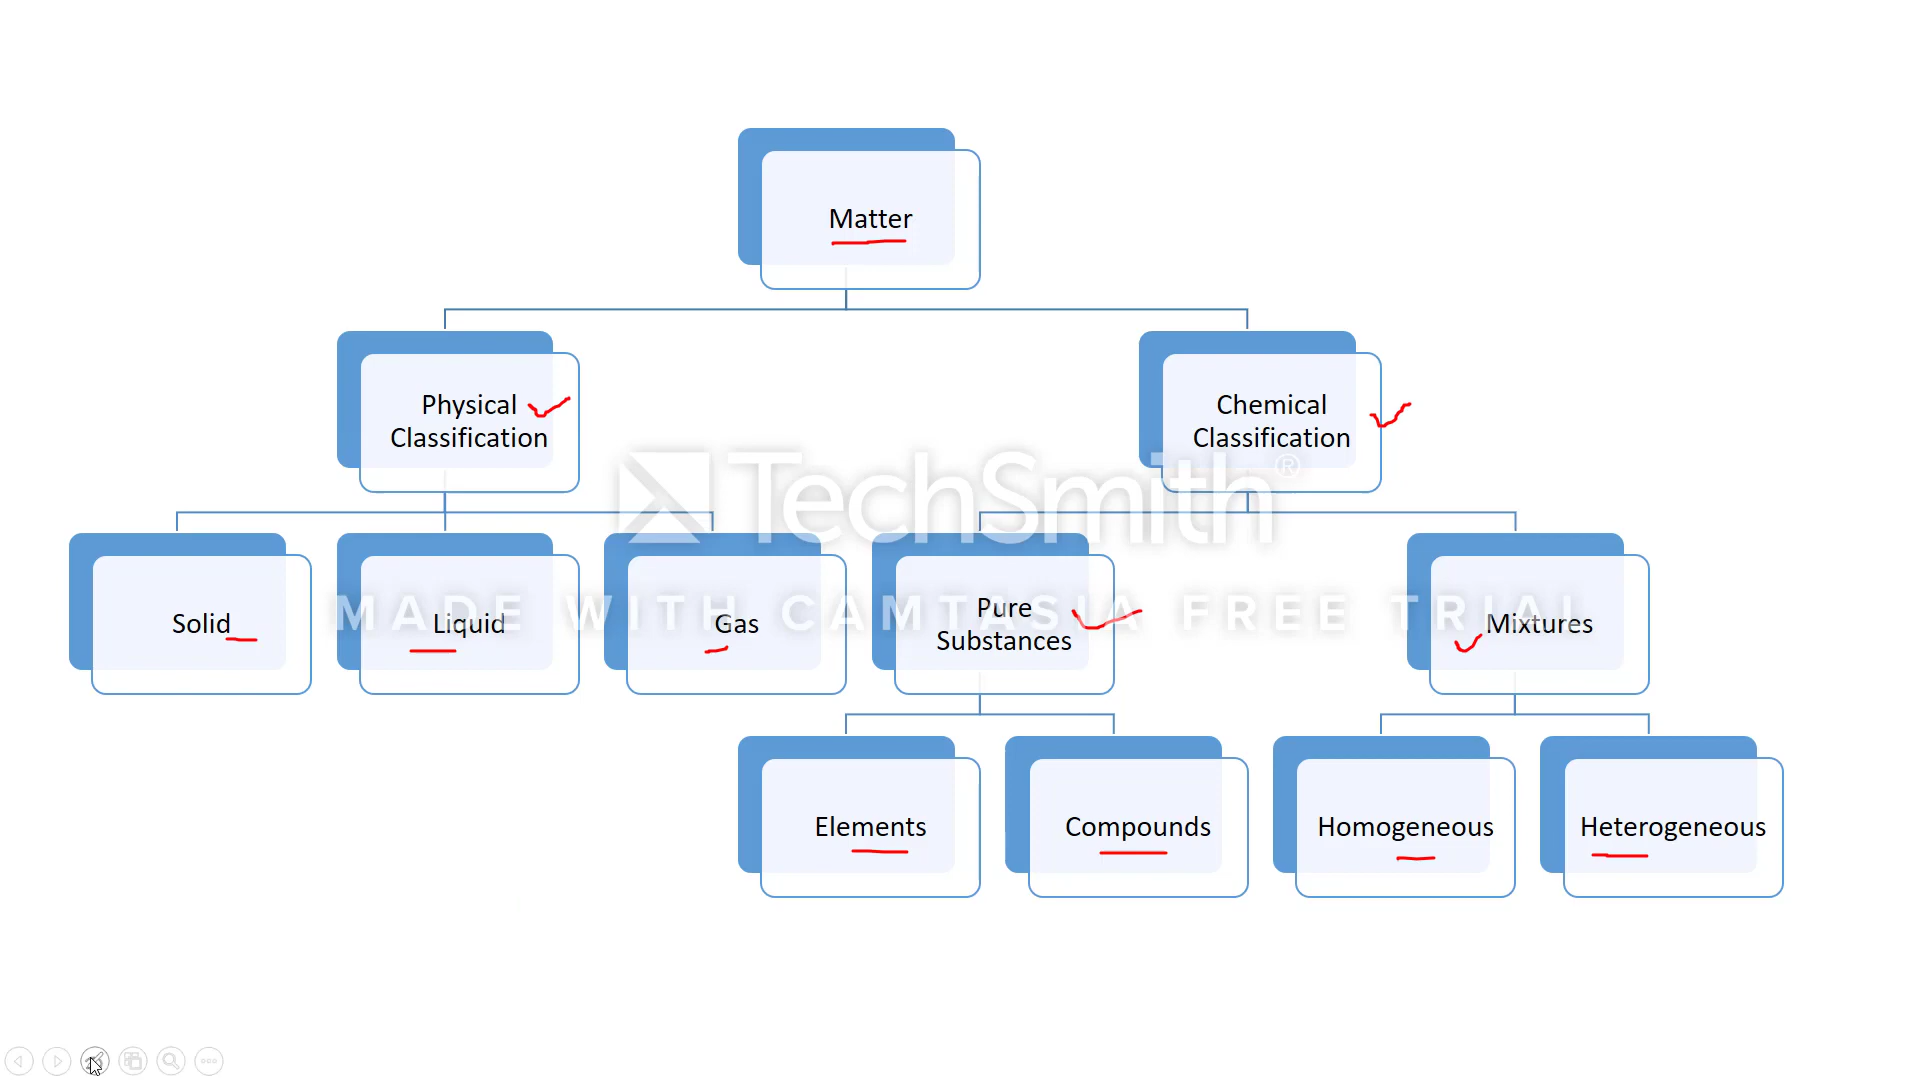 Matter
Physical
Classification
Chemical
Classification
TechSmith®
MADE WITH CAMTASIA FREE TRIAL
Solid
Liquid
Gas
Pure
Substances
Mixtures
Elements
Compounds
Homogeneous
Heterogeneous